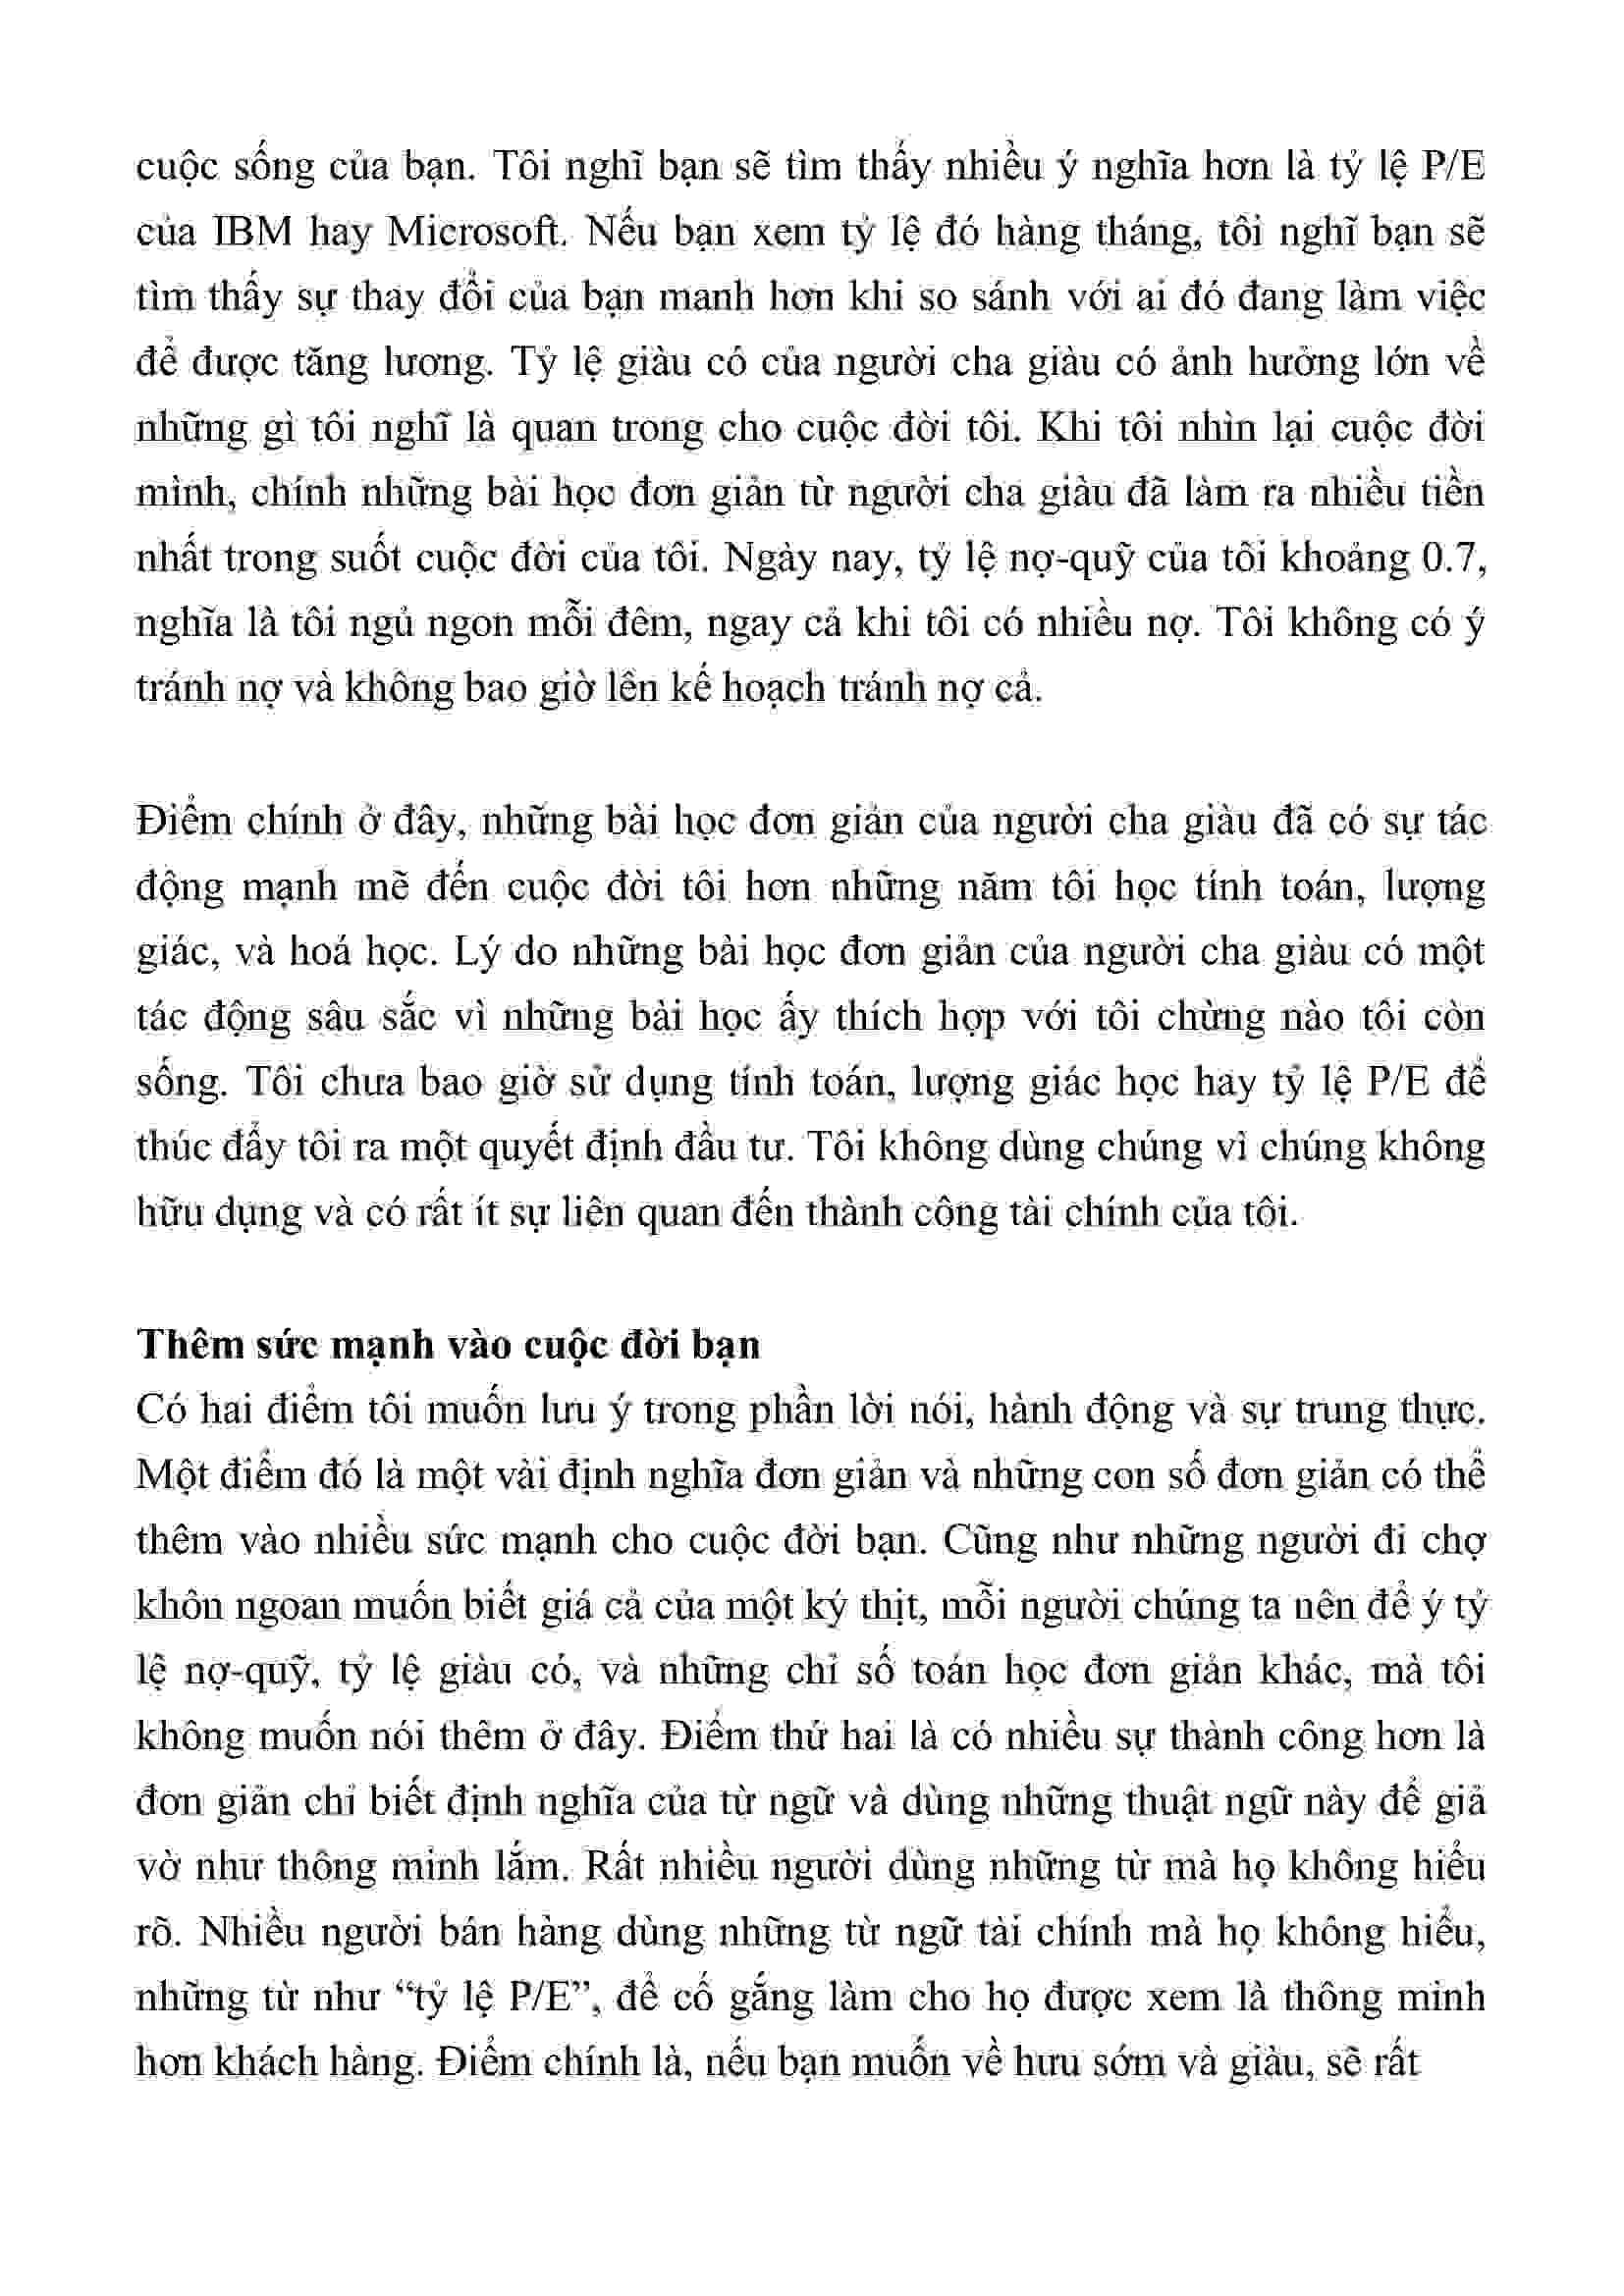 cuộc sống của bạn. Tôi nghĩ bạn sẽ tìm thấy nhiều ý nghĩa hơn là tỷ lệ P/E
của IBM hay Microsoft. Nếu bạn xem tỷ lệ đó hàng tháng, tôi nghĩ bạn sẽ
tìm thấy sự thay đổi của bạn manh hơn khi so sánh với ai đó đang làm việc
để được tăng lương. Tỷ lệ giàu có của người cha giàu có ảnh hưởng lớn về
những gì tôi nghĩ là quan trong cho cuộc đời tôi. Khi tôi nhìn lại cuộc đời
mình, chính những bài học đơn giản từ người cha giàu đã làm ra nhiều tiền
nhất trong suốt cuộc đời của tôi. Ngày nay, tỷ lệ nợ-quỹ của tôi khoảng 0.7,
nghĩa là tôi ngủ ngon mỗi đêm, ngay cả khi tôi có nhiều nợ. Tôi không có ý
tránh nợ và không bao giờ lên kế hoạch tránh nợ cả.

Điểm chính ở đây, những bài học đơn giản của người cha giàu đã có sự tác
động mạnh mẽ đến cuộc đời tôi hơn những năm tôi học tính toán, lượng
giác, và hoá học. Lý do những bài học đơn giản của người cha giàu có một
tác động sâu sắc vì những bài học ấy thích hợp với tôi chừng nào tôi còn
sống. Tôi chưa bao giờ sử dụng tính toán, lượng giác học hay tỷ lệ P/E để
thúc đẩy tôi ra một quyết định đầu tư. Tôi không dùng chúng vì chúng không
hữu dụng và có rất ít sự liên quan đến thành công tài chính của tôi.

Thêm sức mạnh vào cuộc đời bạn
Có hai điểm tôi muốn lưu ý trong phần lời nói, hành động và sự trung thực.
Một điểm đó là một vài định nghĩa đơn giản và những con số đơn giản có thể
thêm vào nhiều sức mạnh cho cuộc đời bạn. Cũng như những người đi chợ
khôn ngoan muốn biết giá cả của một ký thịt, mỗi người chúng ta nên để ý tỷ
lệ nợ-quỹ, tỷ lệ giàu có, và những chỉ số toán học đơn giản khác, mà tôi
không muốn nói thêm ở đây. Điểm thứ hai là có nhiều sự thành công hơn là
đơn giản chỉ biết định nghĩa của từ ngữ và dùng những thuật ngữ này để giả
vờ như thông minh lắm. Rất nhiều người dùng những từ mà họ không hiểu
rõ. Nhiều người bán hàng dùng những từ ngữ tài chính mà họ không hiểu,
những từ như “tỷ lệ P/E”, để cố gắng làm cho họ được xem là thông minh
hơn khách hàng. Điểm chính là, nếu bạn muốn về hưu sớm và giàu, sẽ rất